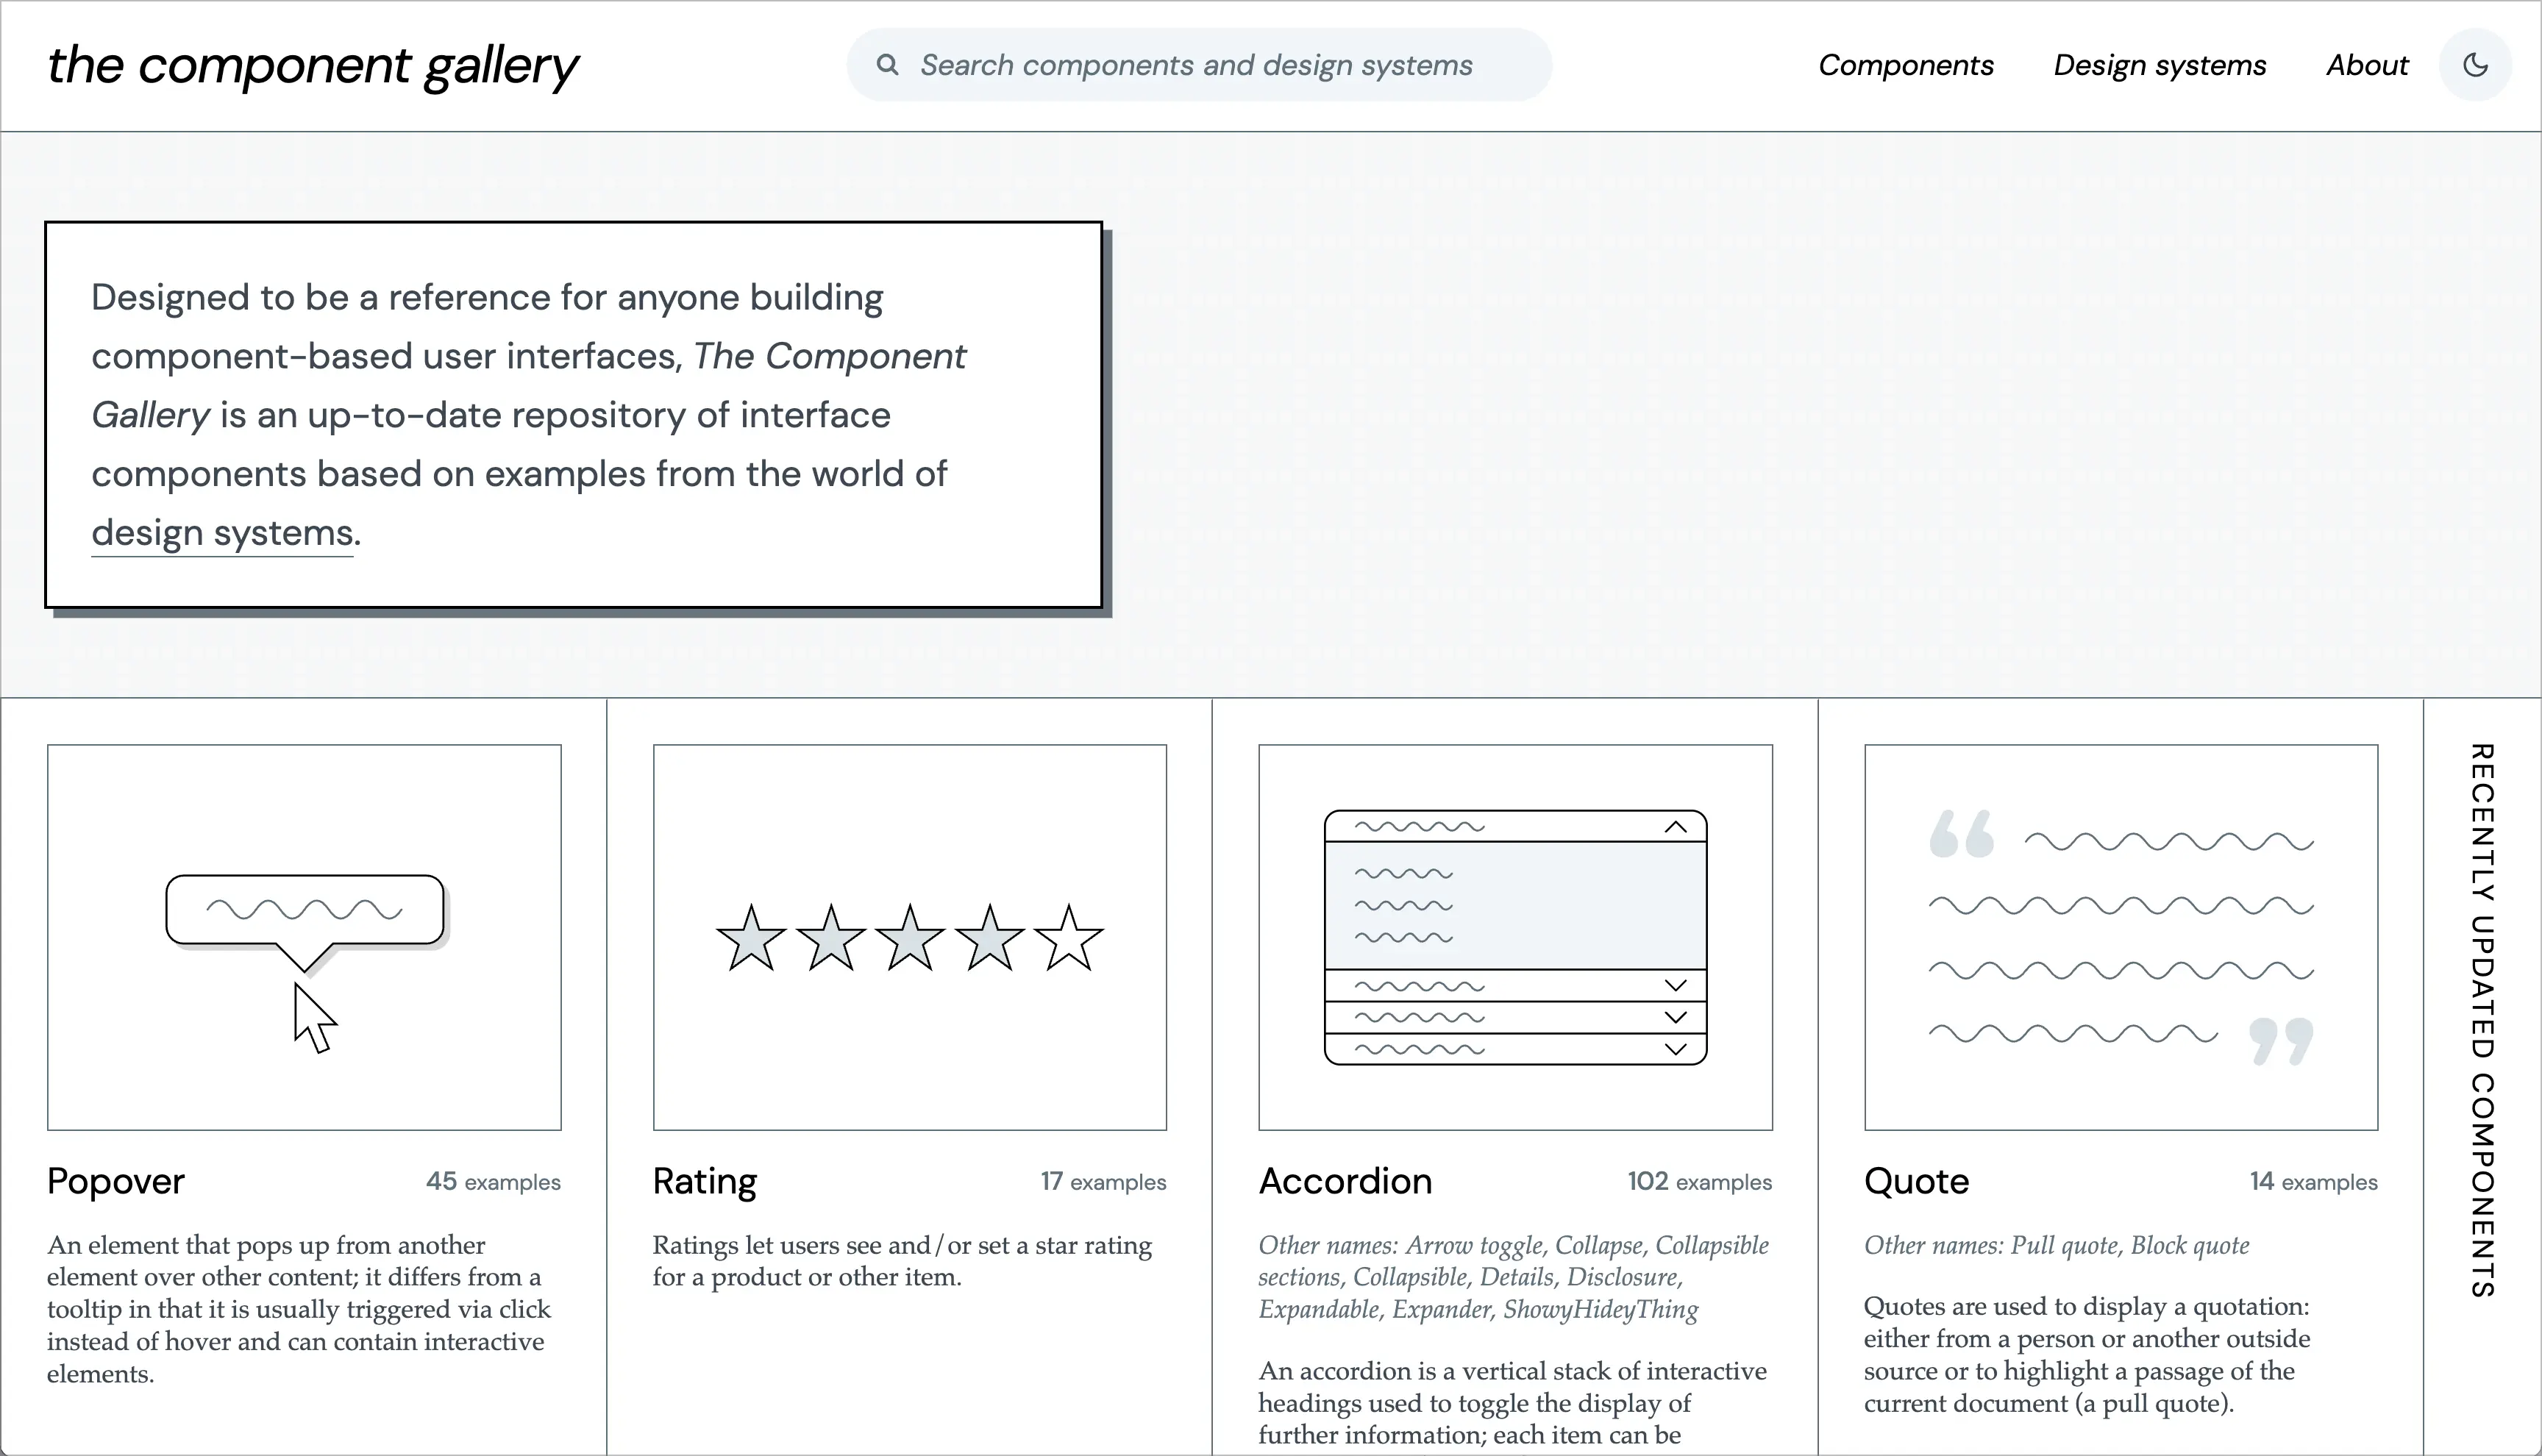 the component gallery
Search components and design systems
Components
Design systems
About
Designed to be a reference for anyone building
component-based user interfaces, The Component
Gallery is an up-to-date repository of interface
components based on examples from the world of
design systems.
Popover
45 examples
An element that pops up from another
element over other content; it differs from a
tooltip in that it is usually triggered via click
instead of hover and can contain interactive
elements.
Rating
17 examples
Ratings let users see and/or set a star rating
for a product or other item.
Accordion
102 examples
Other names: Arrow toggle, Collapse, Collapsible
sections, Collapsible, Details, Disclosure,
Expandable, Expander, ShowyHideyThing
An accordion is a vertical stack of interactive
headings used to toggle the display of
further information; each item can be
Quote
14 examples
Other names: Pull quote, Block quote
Quotes are used to display a quotation:
either from a person or another outside
source or to highlight a passage of the
current document (a pull quote).
RECENTLY UPDATED COMPONENTS